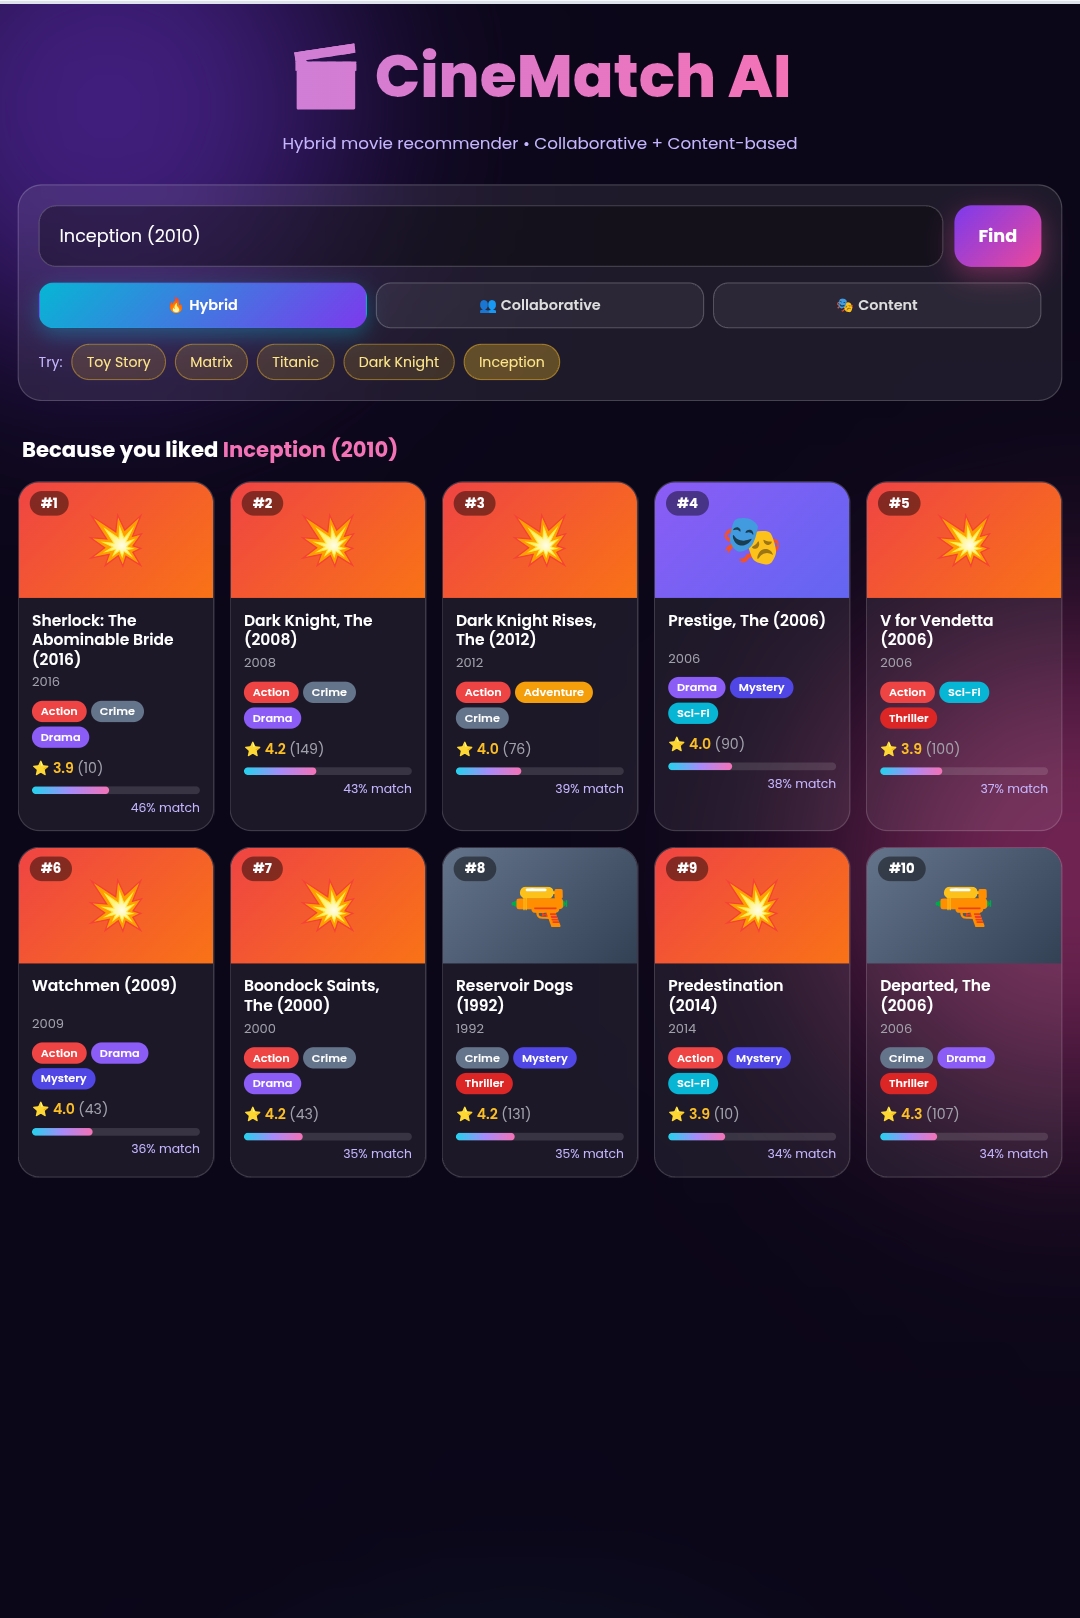 CineMatch AI
Hybrid movie recommender • Collaborative + Content-based
Inception (2010)
Find
Hybrid
Collaborative
Content
Try: Toy Story Matrix Titanic Dark Knight Inception
Because you liked Inception (2010)
#1
Sherlock: The
Abominable Bride
(2016)
2016
Action Crime
Drama
3.9 (10)
46% match
#2
Dark Knight, The
(2008)
2008
Action Crime
Drama
4.2 (149)
43% match
#3
Dark Knight Rises,
The (2012)
2012
Action Adventure
Crime
4.0 (76)
39% match
#4
Prestige, The (2006)
2006
Drama Mystery
Sci-Fi
4.0 (90)
38% match
#5
V for Vendetta
(2006)
2006
Action Sci-Fi
Thriller
3.9 (100)
37% match
#6
Watchmen (2009)
2009
Action Drama
Mystery
4.0 (43)
36% match
#7
Boondock Saints,
The (2000)
2000
Action Crime
Drama
4.2 (43)
35% match
#8
Reservoir Dogs
(1992)
1992
Crime Mystery
Thriller
4.2 (131)
35% match
#9
Predestination
(2014)
2014
Action Mystery
Sci-Fi
3.9 (10)
34% match
#10
Departed, The
(2006)
2006
Crime Drama
Thriller
4.3 (107)
34% match